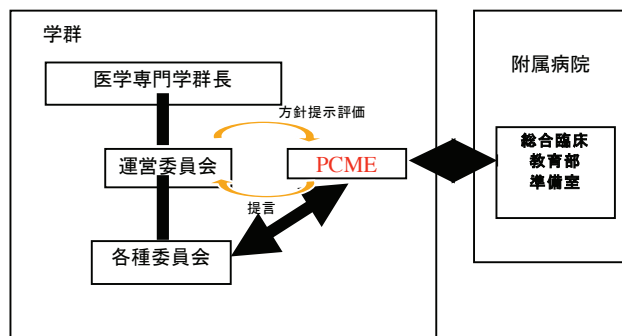 学群
医学専門学群長
方針提示評価
運営委員会
PCME
提言
各種委員会
附属病院
総合臨床
教育部
準備室